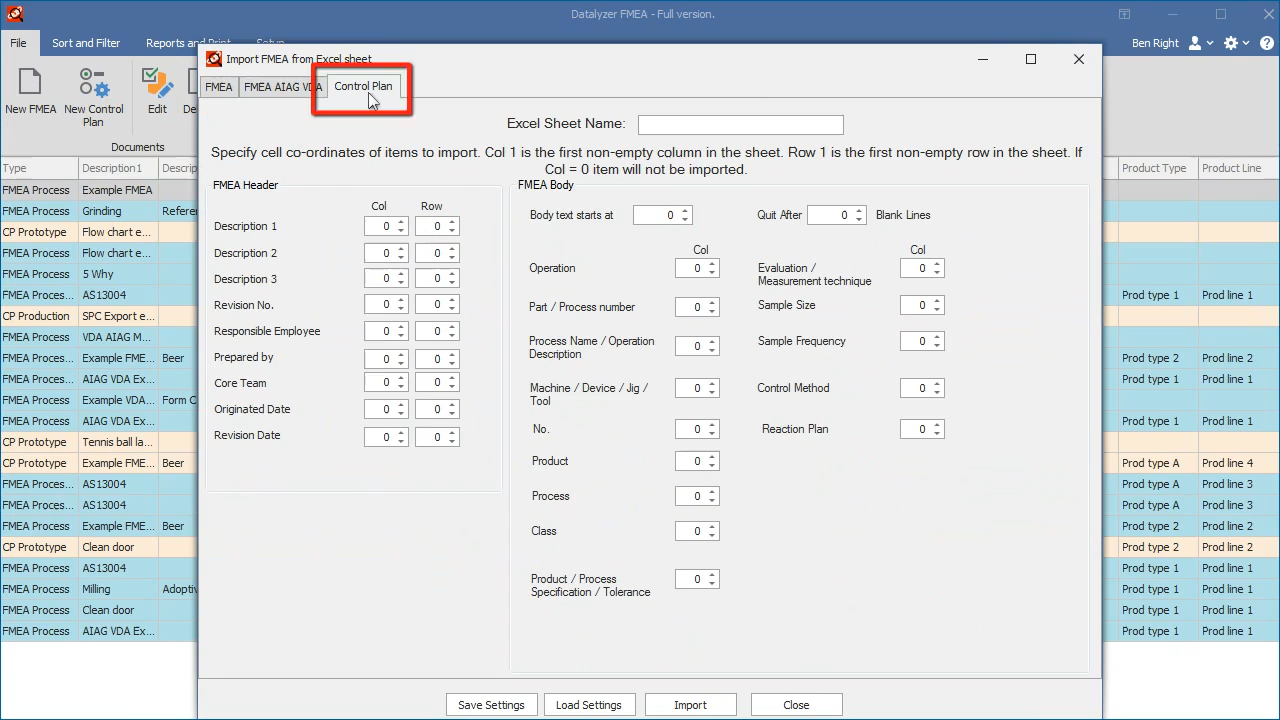 Datalyzer FMEA - Full version.
File Sort and Filter Reports and Print Setup Ben Right
Import FMEA from Excel sheet
FMEA FMEA AIAG VDA Control Plan
New FMEA New Control Plan Edit
Documents
Excel Sheet Name:
Specify cell co-ordinates of items to import. Col 1 is the first non-empty column in the sheet. Row 1 is the first non-empty row in the sheet. If
Col = 0 item will not be imported.
FMEA Header
Col Row
Description 1 0 0
Description 2 0 0
Description 3 0 0
Revision No. 0 0
Responsible Employee 0 0
Prepared by 0 0
Core Team 0 0
Originated Date 0 0
Revision Date 0 0
FMEA Body
Body text starts at 0 Quit After 0 Blank Lines
Col Col
Operation 0
Evaluation /
Measurement technique 0
Part / Process number 0
Sample Size 0
Process Name / Operation
Description 0
Sample Frequency 0
Machine / Device / Jig /
Tool 0
Control Method 0
No. 0
Reaction Plan 0
Product 0
Process 0
Class 0
Product / Process
Specification / Tolerance 0
Save Settings Load Settings Import Close
Type Description1 Product Type Product Line
FMEA Process Example FMEA
FMEA Process Grinding
CP Prototype Flow chart e...
FMEA Process Flow chart e...
FMEA Process 5 Why
FMEA Proces... AS13004 Prod type 1 Prod line 1
CP Production SPC Export e...
FMEA Process VDA AIAG M...
FMEA Process Example FME... Beer Prod type 2 Prod line 2
FMEA Process AIAG VDA Ex... Prod type 1 Prod line 1
FMEA Process Example VDA... Form C
FMEA Process AIAG VDA Ex... Prod type 1 Prod line 1
CP Prototype Tennis ball la...
CP Prototype Example FME... Beer Prod type A Prod line 4
FMEA Proces... AS13004 Prod type A Prod line 3
FMEA Proces... AS13004 Prod type A Prod line 3
FMEA Process Example FME... Beer Prod type 2 Prod line 2
CP Prototype Clean door Prod type 2 Prod line 2
FMEA Process AS13004 Prod type 1 Prod line 1
FMEA Process Milling Prod type 1 Prod line 1
FMEA Process Clean door Prod type 1 Prod line 1
FMEA Process AIAG VDA Ex... Prod type 1 Prod line 1